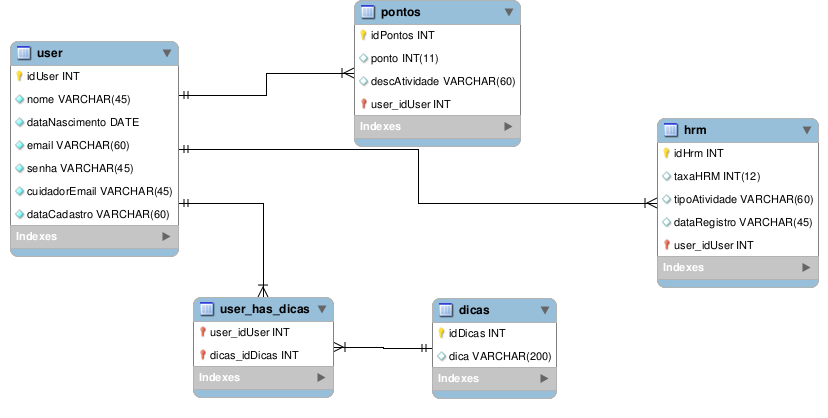 user
idUser INT
nome VARCHAR(45)
dataNascimento DATE
email VARCHAR(60)
senha VARCHAR(45)
cuidadorEmail VARCHAR(45)
dataCadastro VARCHAR(60)
Indexes
pontos
idPontos INT
ponto INT(11)
descAtividade VARCHAR(60)
user_idUser INT
Indexes
hrm
idHrm INT
taxaHRM INT(12)
tipoAtividade VARCHAR(60)
dataRegistro VARCHAR(45)
user_idUser INT
Indexes
user_has_dicas
user_idUser INT
dicas_idDicas INT
Indexes
dicas
idDicas INT
dica VARCHAR(200)
Indexes